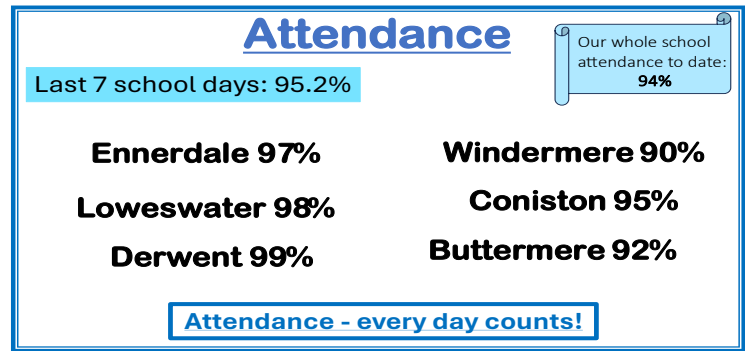 Attendance
Our whole school
attendance to date:
94%
Last 7 school days: 95.2%
Ennerdale 97%
Windermere 90%
Loweswater 98%
Coniston 95%
Derwent 99%
Buttermere 92%
Attendance - every day counts!